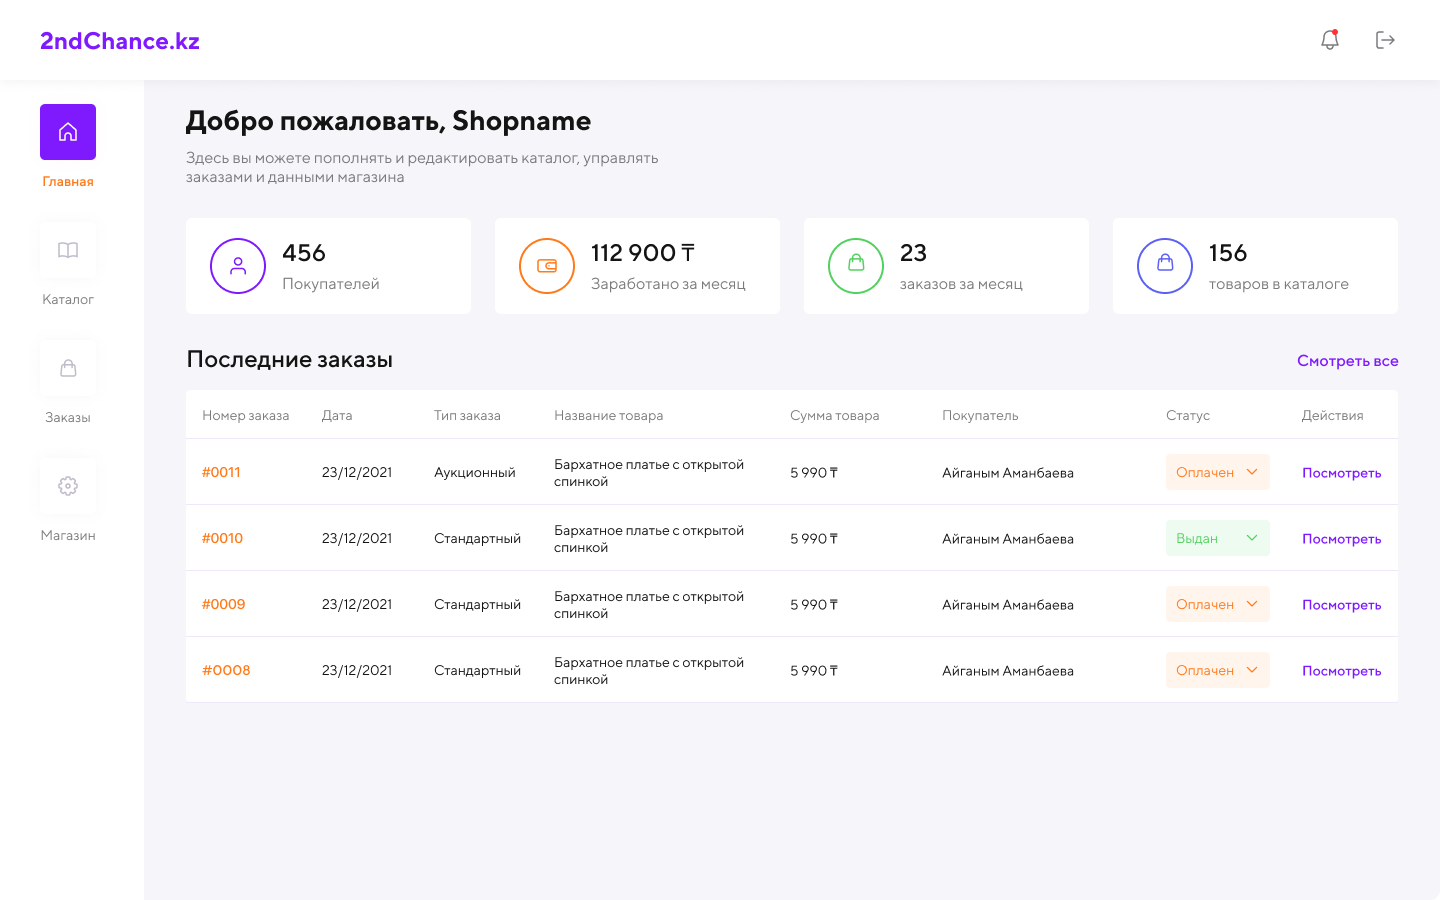 2ndChance.kz
Главная
Каталог
Заказы
Магазин
Добро пожаловать, Shopname
Здесь вы можете пополнять и редактировать каталог, управлять
заказами и данными магазина
456
Покупателей
112 900 ₸
Заработано за месяц
23
заказов за месяц
156
товаров в каталоге
Последние заказы
Смотреть все
Номер заказа Дата Тип заказа Название товара Сумма товара Покупатель Статус Действия
#0011 23/12/2021 Аукционный Бархатное платье с открытой
спинкой 5 990 ₸ Айганым Аманбаева Оплачен Посмотреть
#0010 23/12/2021 Стандартный Бархатное платье с открытой
спинкой 5 990 ₸ Айганым Аманбаева Выдан Посмотреть
#0009 23/12/2021 Стандартный Бархатное платье с открытой
спинкой 5 990 ₸ Айганым Аманбаева Оплачен Посмотреть
#0008 23/12/2021 Стандартный Бархатное платье с открытой
спинкой 5 990 ₸ Айганым Аманбаева Оплачен Посмотреть